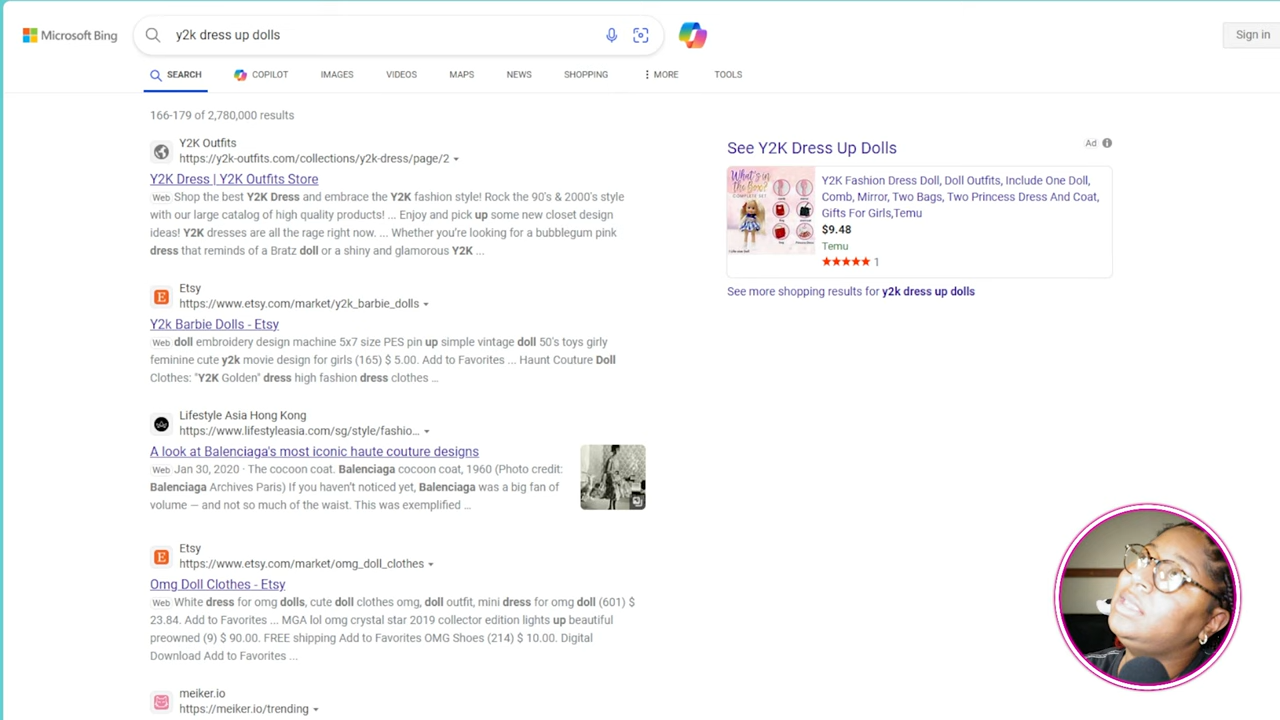 Microsoft Bing
y2k dress up dolls
Sign in
SEARCH
COPILOT
IMAGES
VIDEOS
MAPS
NEWS
SHOPPING
MORE
TOOLS
166-179 of 2,780,000 results
Y2K Outfits
https://y2k-outfits.com/collections/y2k-dress/page/2
Y2K Dress | Y2K Outfits Store
Web Shop the best Y2K Dress and embrace the Y2K fashion style! Rock the 90's & 2000's style
with our large catalog of high quality products! ... Enjoy and pick up some new closet design
ideas! Y2K dresses are all the rage right now. ... Whether you're looking for a bubblegum pink
dress that reminds of a Bratz doll or a shiny and glamorous Y2K ...
Etsy
https://www.etsy.com/market/y2k_barbie_dolls
Y2k Barbie Dolls - Etsy
Web doll embroidery design machine 5x7 size PES pin up simple vintage doll 50's toys girly
feminine cute y2k movie design for girls (165) $ 5.00. Add to Favorites ... Haunt Couture Doll
Clothes: "Y2K Golden" dress high fashion dress clothes ...
Lifestyle Asia Hong Kong
https://www.lifestyleasia.com/sg/style/fashio...
A look at Balenciaga's most iconic haute couture designs
Web Jan 30, 2020 · The cocoon coat. Balenciaga cocoon coat, 1960 (Photo credit:
Balenciaga Archives Paris) If you haven't noticed yet, Balenciaga was a big fan of
volume — and not so much of the waist. This was exemplified ...
Etsy
https://www.etsy.com/market/omg_doll_clothes
Omg Doll Clothes - Etsy
Web White dress for omg dolls, cute doll clothes omg, doll outfit, mini dress for omg doll (601) $
23.84. Add to Favorites ... MGA lol omg crystal star 2019 collector edition lights up beautiful
preowned (9) $ 90.00. FREE shipping Add to Favorites OMG Shoes (214) $ 10.00. Digital
Download Add to Favorites ...
meiker.io
https://meiker.io/trending
See Y2K Dress Up Dolls
Ad
What's in the Box?
COMPLETE SET
Y2K Fashion Dress Doll, Doll Outfits, Include One Doll,
Comb, Mirror, Two Bags, Two Princess Dress And Coat,
Gifts For Girls,Temu
$9.48
Temu
1
See more shopping results for y2k dress up dolls